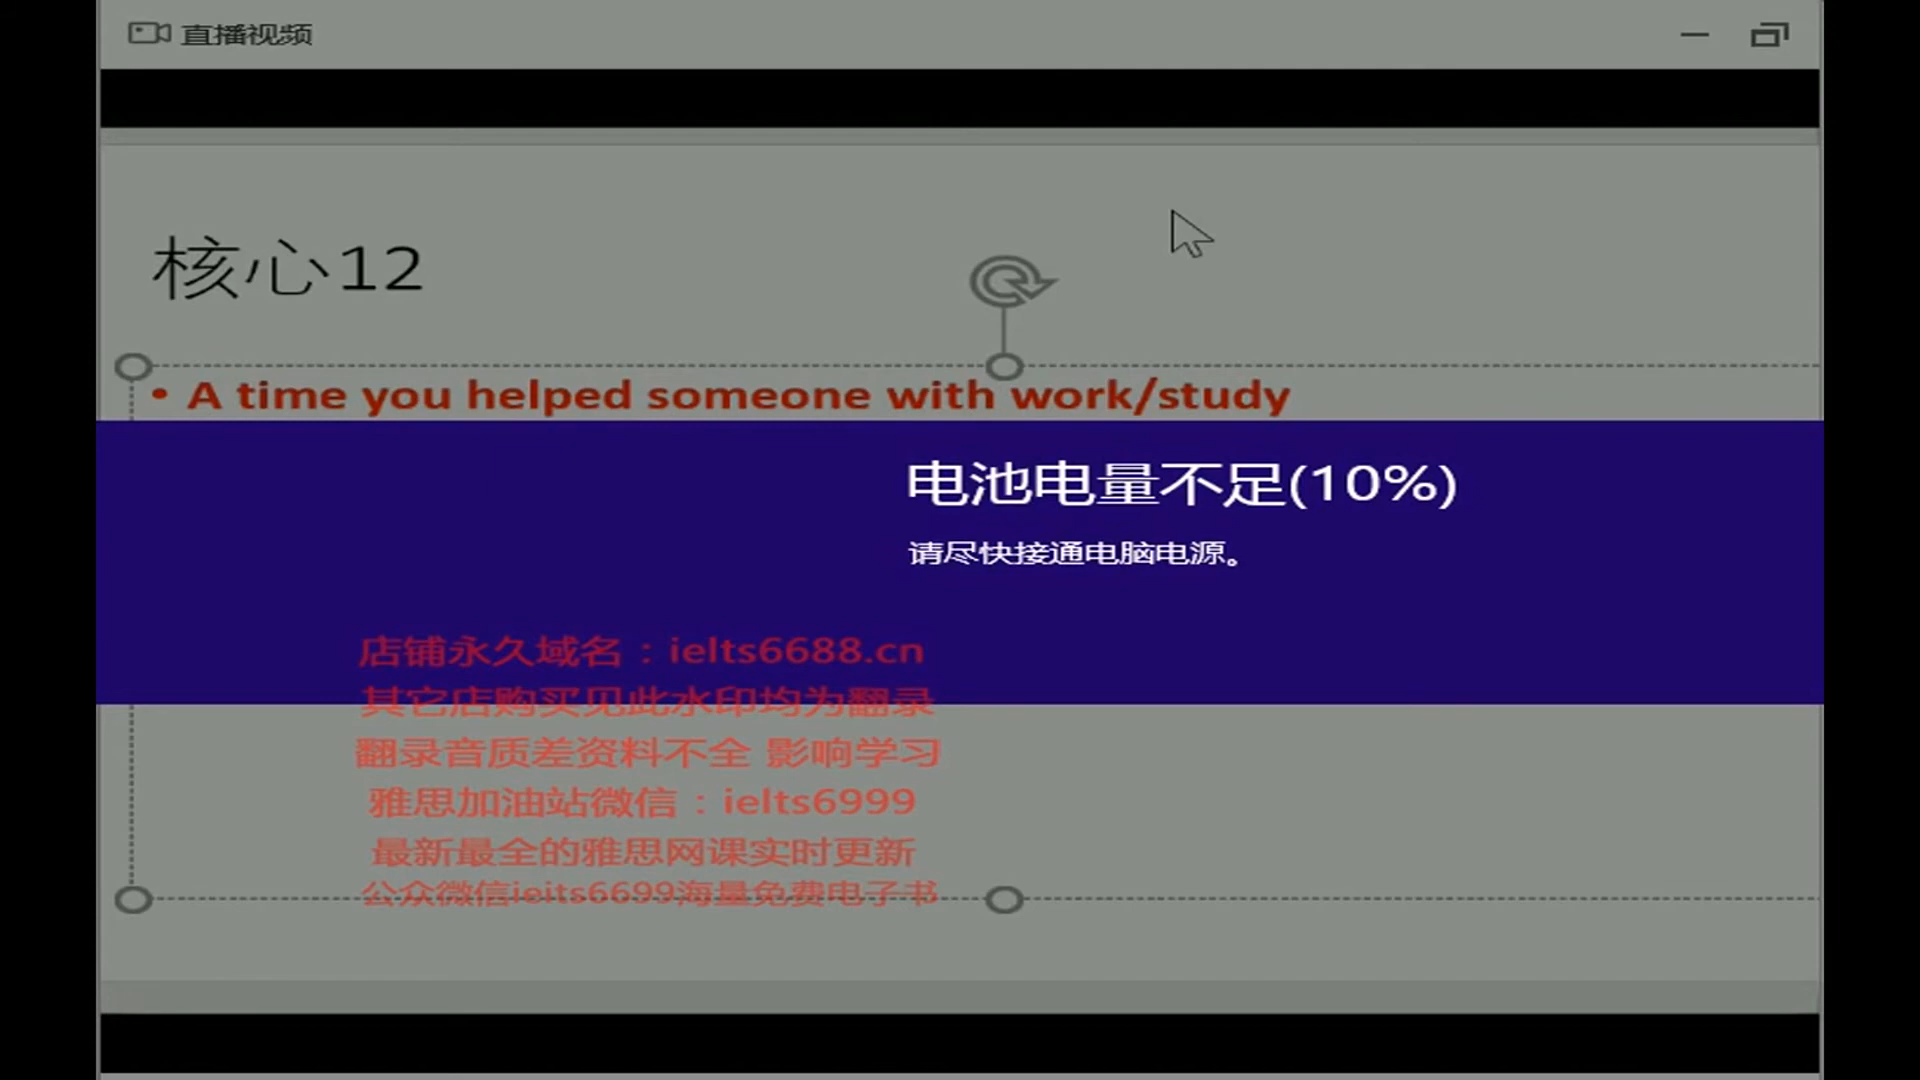 直播视频
核心12
• A time you helped someone with work/study
电池电量不足(10%)
请尽快接通电脑电源。
店铺永久域名：ielts6688.cn
其它店购买见此水印均为翻录
翻录音质差资料不全 影响学习
雅思加油站微信：ielts6999
最新最全的雅思网课实时更新
公众微信ieits6699海量免费电子书